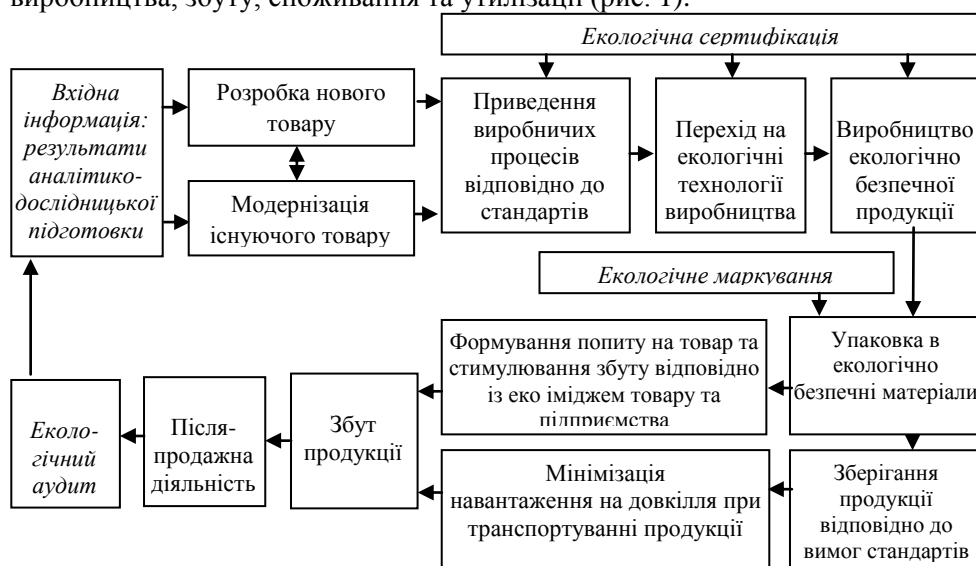 виробництва, збуту, споживання та утилізації (рис. 1).
Екологічна сертифікація
Вхідна
інформація:
результати
аналітико-
дослідницької
підготовки
Розробка нового
товару
Модернізація
існуючого товару
Приведення
виробничих
процесів
відповідно до
стандартів
Перехід на
екологічні
технології
виробництва
Виробництво
екологічно
безпечної
продукції
Екологічне маркування
Формування попиту на товар та
стимулювання збуту відповідно
із еко іміджем товару та
підприємства
Упаковка в
екологічно
безпечні матеріали
Еколо-
гічний
аудит
Після-
продажна
діяльність
Збут
продукції
Мінімізація
навантаження на довкілля при
транспортуванні продукції
Зберігання
продукції
відповідно до
вимог стандартів